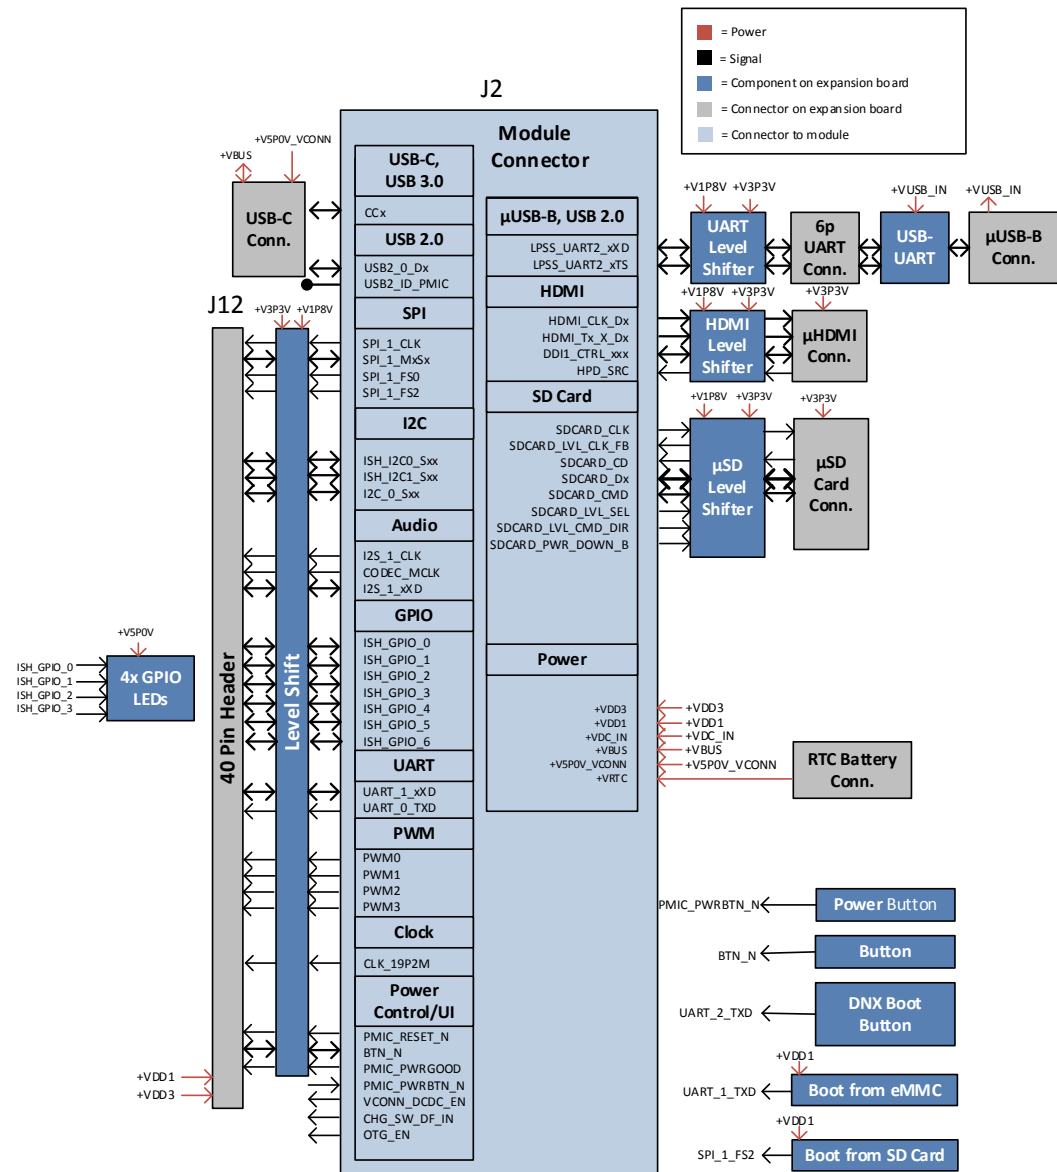 = Power
= Signal
= Component on expansion board
= Connector on expansion board
= Connector to module
J2
Module
Connector
+V5P0V_VCONN
+VBUS
USB-C
Conn.
USB-C,
USB 3.0
CCx
USB 2.0
USB2_0_Dx
USB2_ID_PMIC
J12
+V3P3V
+V1P8V
40 Pin Header
Level Shift
SPI
SPI_1_CLK
SPI_1_MxSx
SPI_1_FS0
SPI_1_FS2
I2C
ISH_I2C0_Sxx
ISH_I2C1_Sxx
I2C_0_Sxx
Audio
I2S_1_CLK
CODEC_MCLK
I2S_1_xXD
GPIO
ISH_GPIO_0
ISH_GPIO_1
ISH_GPIO_2
ISH_GPIO_3
ISH_GPIO_4
ISH_GPIO_5
ISH_GPIO_6
UART
UART_1_xXD
UART_0_TXD
PWM
PWM0
PWM1
PWM2
PWM3
Clock
CLK_19P2M
Power
Control/UI
PMIC_RESET_N
BTN_N
PMIC_PWRGOOD
PMIC_PWRBTN_N
VCONN_DCDC_EN
CHG_SW_DF_IN
OTG_EN
+VDD1
+VDD3
+V5P0V
ISH_GPIO_0
ISH_GPIO_1
ISH_GPIO_2
ISH_GPIO_3
4x GPIO
LEDs
µUSB-B, USB 2.0
LPSS_UART2_xXD
LPSS_UART2_xTS
HDMI
HDMI_CLK_Dx
HDMI_Tx_X_Dx
DDI1_CTRL_xxx
HPD_SRC
SD Card
SDCARD_CLK
SDCARD_LVL_CLK_FB
SDCARD_CD
SDCARD_Dx
SDCARD_CMD
SDCARD_LVL_SEL
SDCARD_LVL_CMD_DIR
SDCARD_PWR_DOWN_B
Power
+VDD3
+VDD1
+VDC_IN
+VBUS
+V5P0V_VCONN
+VRTC
+VDD3
+VDD1
+VDC_IN
+VBUS
+V5P0V_VCONN
RTC Battery
Conn.
+V1P8V
+V3P3V
UART
Level
Shifter
6p
UART
Conn.
+VUSB_IN
USB-
UART
+VUSB_IN
µUSB-B
Conn.
+V1P8V
+V3P3V
HDMI
Level
Shifter
+V3P3V
µHDMI
Conn.
+V1P8V
+V3P3V
µSD
Level
Shifter
+V3P3V
µSD
Card
Conn.
PMIC_PWRBTN_N
Power Button
BTN_N
Button
UART_2_TXD
DNX Boot
Button
+VDD1
UART_1_TXD
Boot from eMMC
+VDD1
SPI_1_FS2
Boot from SD Card